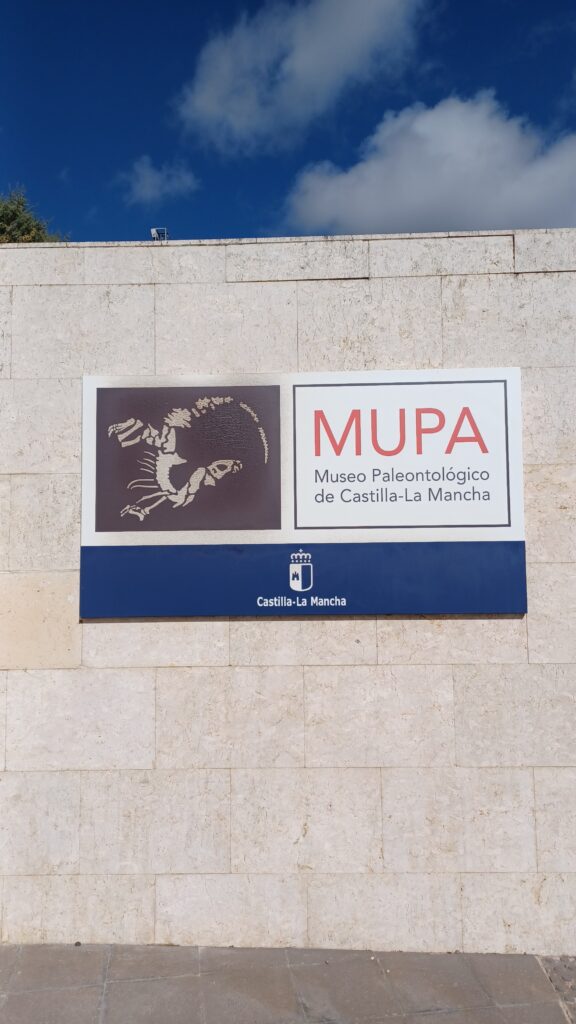 MUPA
Museo Paleontológico
de Castilla-La Mancha
Castilla-La Mancha